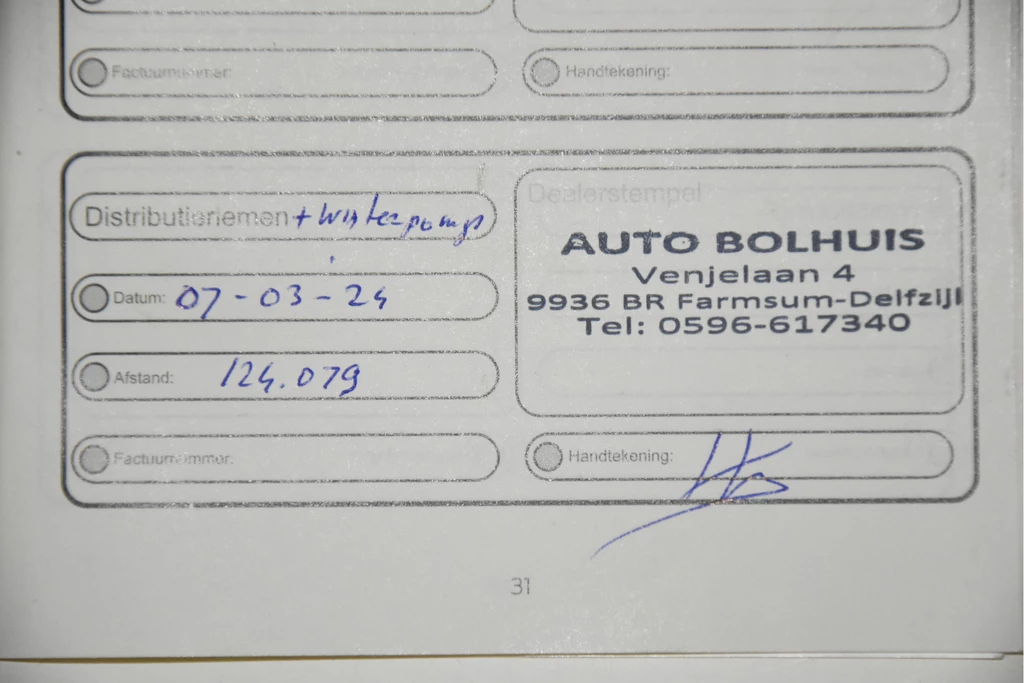 Factuurnummer:
Handtekening:
Distributieriemen + Waterpomp
Datum: 07-03-24
Afstand: 124.079
Factuurnummer:
Dealerstempel
AUTO BOLHUIS
Venjelaan 4
9936 BR Farmsum-Delfzijl
Tel: 0596-617340
Handtekening:
31